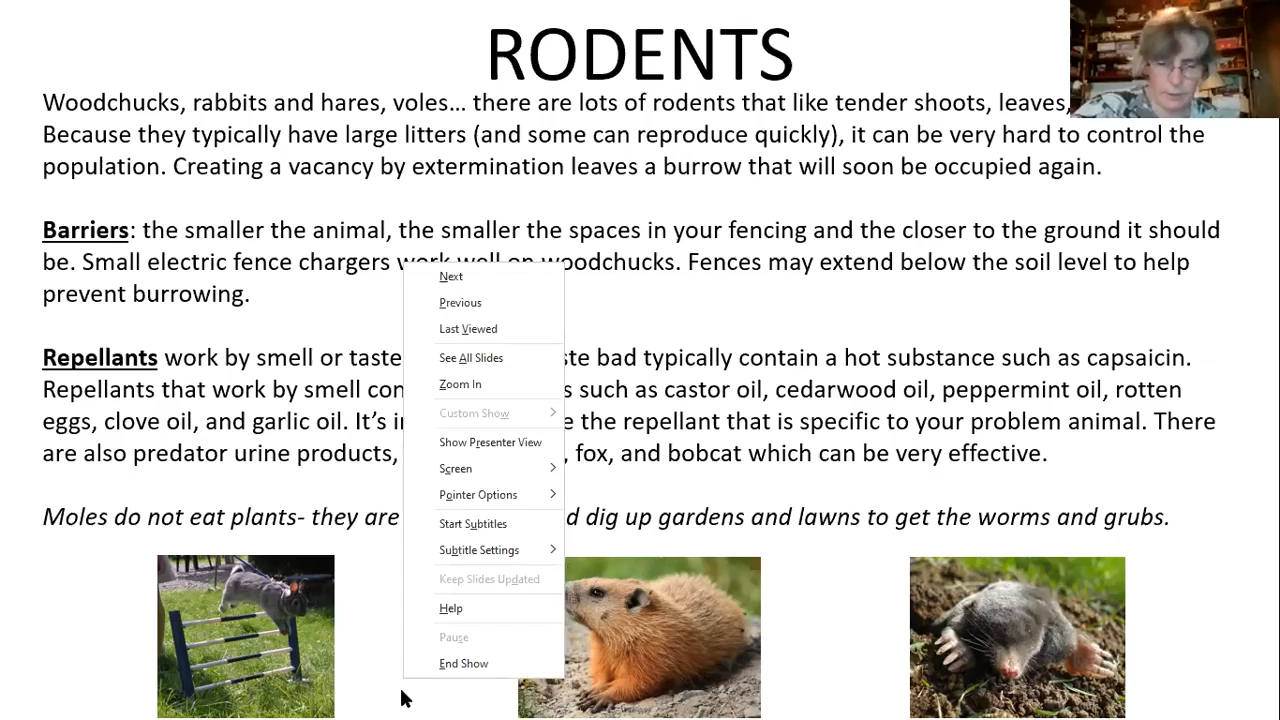 RODENTS
Woodchucks, rabbits and hares, voles... there are lots of rodents that like tender shoots, leaves,
Because they typically have large litters (and some can reproduce quickly), it can be very hard to control the
population. Creating a vacancy by extermination leaves a burrow that will soon be occupied again.
Barriers: the smaller the animal, the smaller the spaces in your fencing and the closer to the ground it should
be. Small electric fence chargers work well on woodchucks. Fences may extend below the soil level to help
prevent burrowing.
Repellants work by smell or taste bad typically contain a hot substance such as capsaicin.
Repellants that work by smell such as castor oil, cedarwood oil, peppermint oil, rotten
eggs, clove oil, and garlic oil. It's the repellant that is specific to your problem animal. There
are also predator urine products, fox, and bobcat which can be very effective.
Moles do not eat plants- they are dig up gardens and lawns to get the worms and grubs.
Next
Previous
Last Viewed
See All Slides
Zoom In
Custom Show
Show Presenter View
Screen
Pointer Options
Start Subtitles
Subtitle Settings
Keep Slides Updated
Help
Pause
End Show